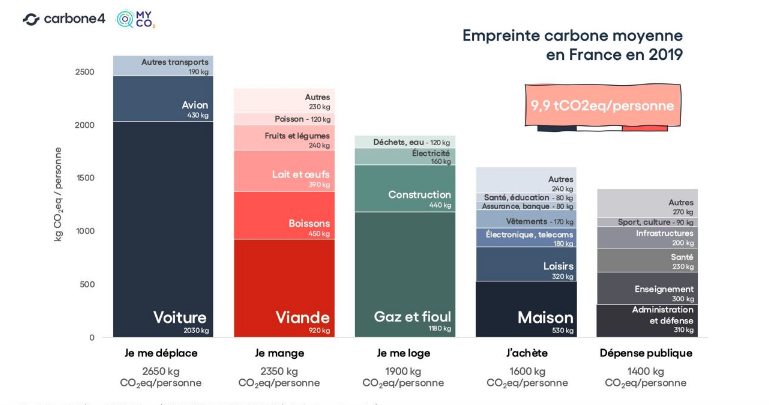 carbone4
MY
CO₂
Empreinte carbone moyenne
en France en 2019
9,9 tCO2eq/personne
kg CO₂eq / personne
2500
2000
1500
1000
500
0
Autres transports
190 kg
Avion
430 kg
Voiture
2030 kg
Autres
230 kg
Poisson - 120 kg
Fruits et légumes
240 kg
Lait et œufs
390 kg
Boissons
450 kg
Viande
920 kg
Déchets, eau - 120 kg
Électricité
160 kg
Construction
440 kg
Gaz et fioul
1180 kg
Autres
240 kg
Santé, éducation - 80 kg
Assurance, banque - 80 kg
Vêtements - 170 kg
Électronique, telecoms
180 kg
Loisirs
320 kg
Maison
530 kg
Autres
270 kg
Sport, culture - 90 kg
Infrastructures
200 kg
Santé
230 kg
Enseignement
300 kg
Administration
et défense
310 kg
Je me déplace
2650 kg
CO₂eq/personne
Je mange
2350 kg
CO₂eq/personne
Je me loge
1900 kg
CO₂eq/personne
J'achète
1600 kg
CO₂eq/personne
Dépense publique
1400 kg
CO₂eq/personne